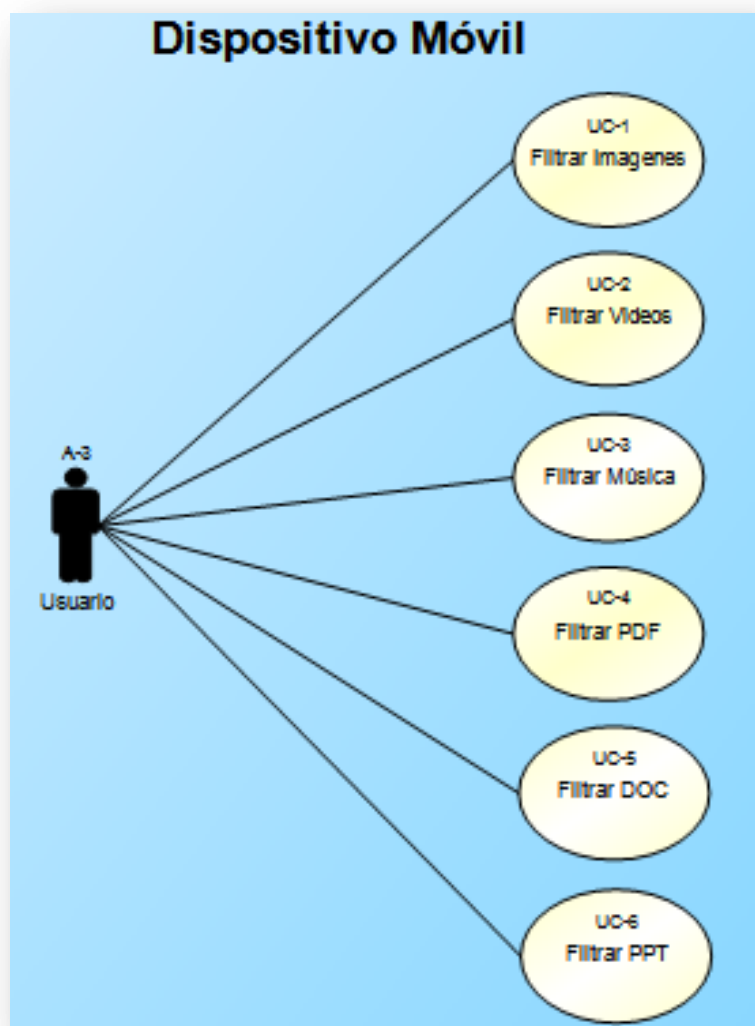 Dispositivo Móvil
UC-1
Filtrar Imagenes
UC-2
Filtrar Videos
UC-3
Filtrar Música
A-3
Usuario
UC-4
Filtrar PDF
UC-5
Filtrar DOC
UC-6
Filtrar PPT